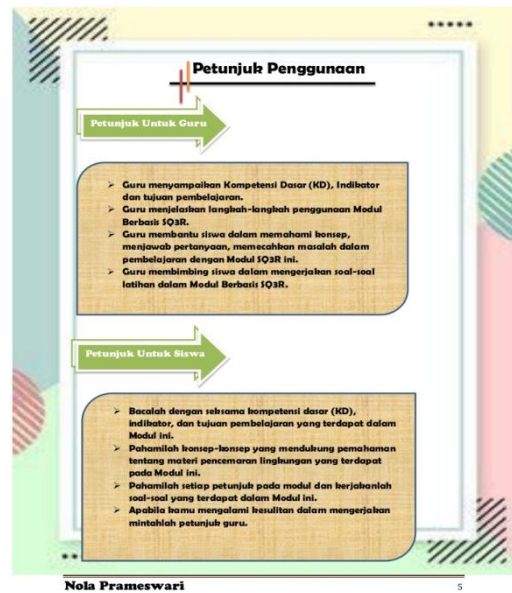 Petunjuk Penggunaan
Petunjuk Untuk Guru
➢ Guru menyampaikan Kompetensi Dasar (KD), Indikator
dan tujuan pembelajaran.
➢ Guru menjelaskan langkah-langkah penggunaan Modul
Berbasis SQ3R.
➢ Guru membantu siswa dalam memahami konsep,
menjawab pertanyaan, memecahkan masalah dalam
pembelajaran dengan Modul SQ3R ini.
➢ Guru membimbing siswa dalam mengerjakan soal-soal
latihan dalam Modul Berbasis SQ3R.
Petunjuk Untuk Siswa
➢ Bacalah dengan seksama kompetensi dasar (KD),
indikator, dan tujuan pembelajaran yang terdapat dalam
Modul ini.
➢ Pahamilah konsep-konsep yang mendukung pemahaman
tentang materi pencemaran lingkungan yang terdapat
pada Modul ini.
➢ Pahamilah setiap petunjuk pada modul dan kerjakanlah
soal-soal yang terdapat dalam Modul ini.
➢ Apabila kamu mengalami kesulitan dalam mengerjakan
mintaklah petunjuk guru.
Nola Prameswari
5